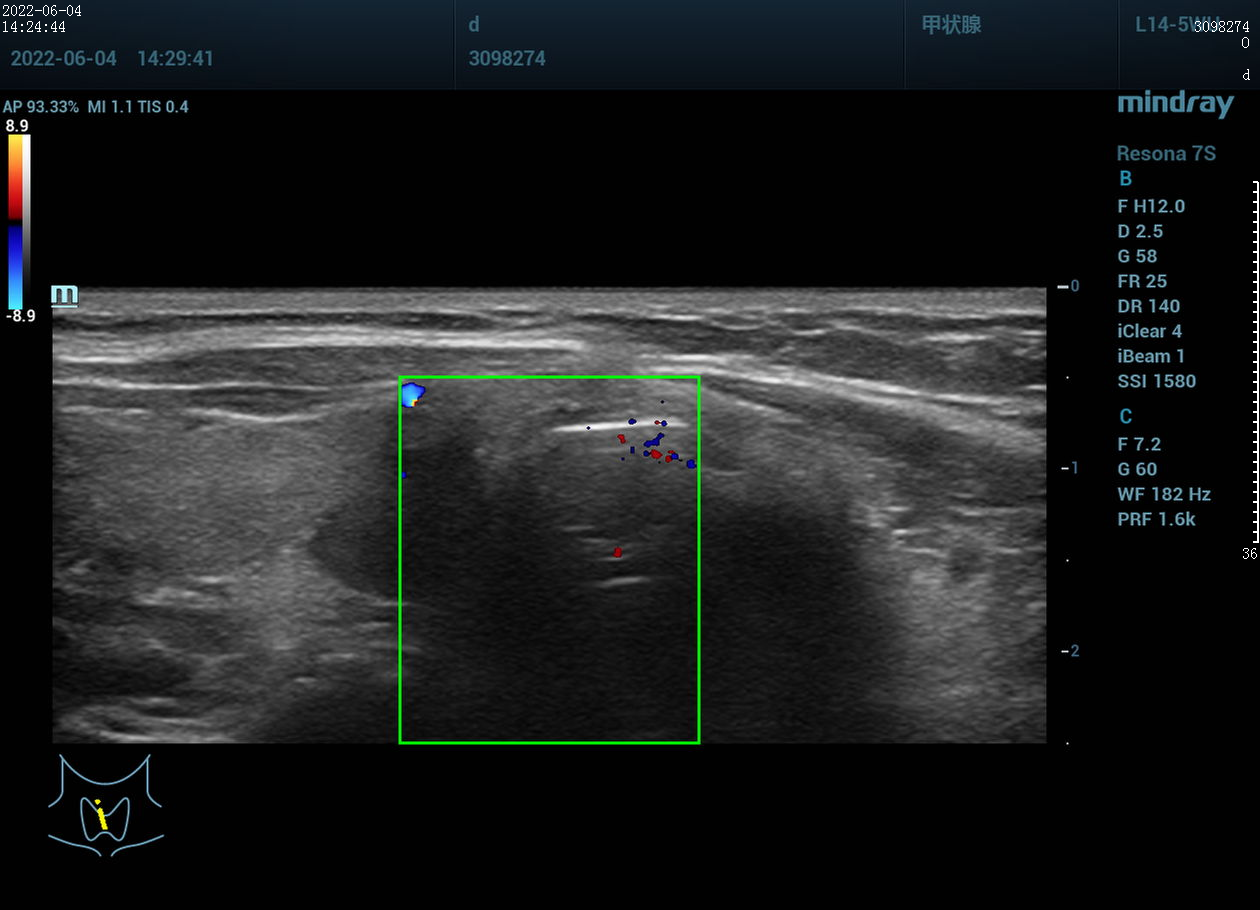 2022-06-04
14:24:44
2022-06-04 14:29:41
d
3098274
甲状腺
3098274
0
d
AP 93.33% MI 1.1 TIS 0.4
8.9
-8.9
m
mindray
Resona 7S
B
F H12.0
D 2.5
G 58
FR 25
DR 140
iClear 4
iBeam 1
SSI 1580
C
F 7.2
G 60
WF 182 Hz
PRF 1.6k
0
1
2
36